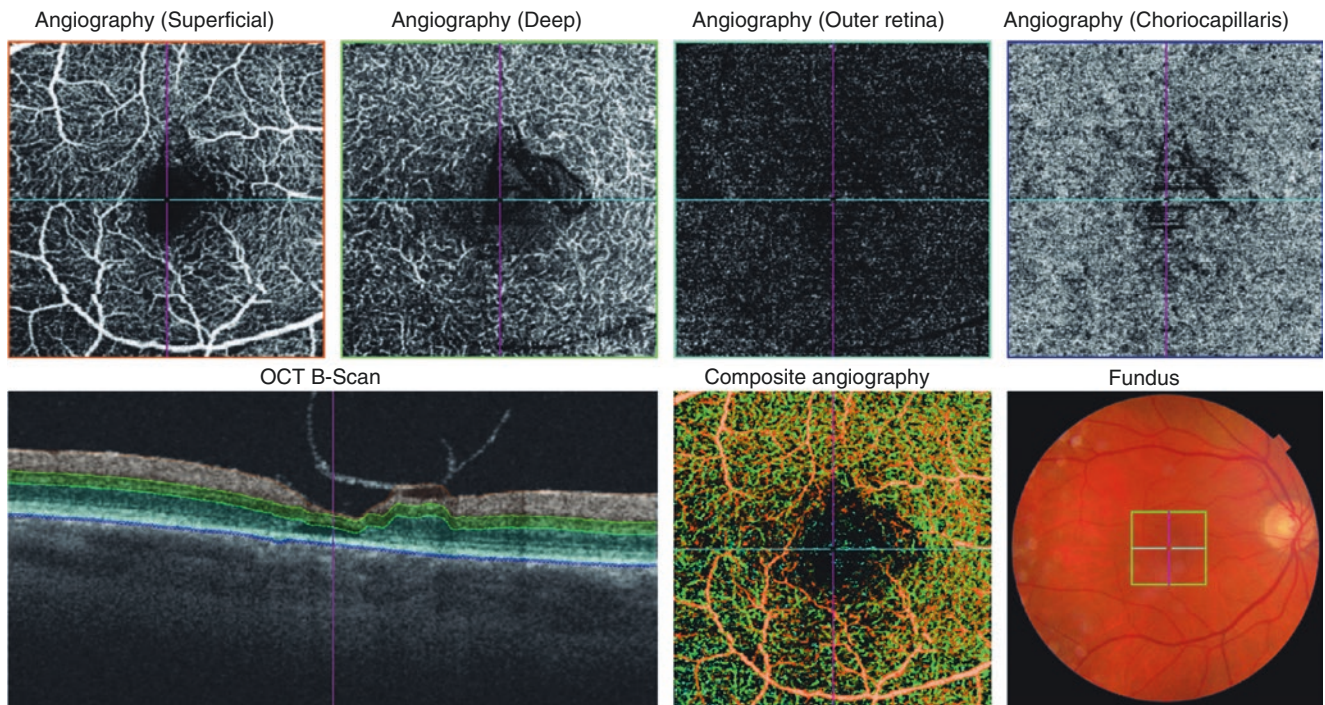 Angiography (Superficial)
Angiography (Deep)
Angiography (Outer retina)
Angiography (Choriocapillaris)
OCT B-Scan
Composite angiography
Fundus